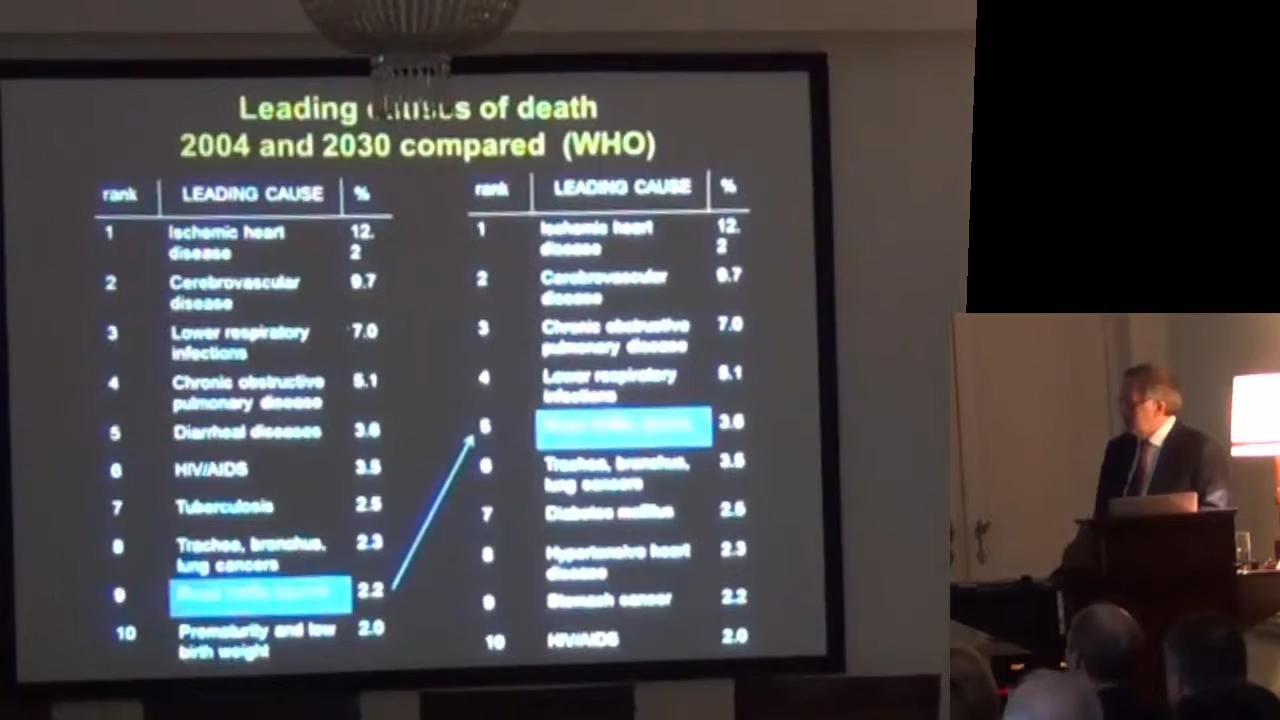 Leading causes of death
2004 and 2030 compared (WHO)
rank LEADING CAUSE %
1 Ischemic heart 12.
disease 2
2 Cerebrovascular 9.7
disease
3 Lower respiratory 7.0
infections
4 Chronic obstructive 5.1
pulmonary disease
5 Diarrheal diseases 3.6
6 HIV/AIDS 3.5
7 Tuberculosis 2.5
8 Trachea, bronchus, 2.3
lung cancers
9 2.2
10 Prematurity and low 2.0
birth weight
rank LEADING CAUSE %
1 Ischemic heart 12.
disease 2
2 Cerebrovascular 9.7
disease
3 Chronic obstructive 7.0
pulmonary disease
4 Lower respiratory 5.1
infections
5 3.6
6 Trachea, bronchus, 3.5
lung cancers
7 Diabetes mellitus 2.5
8 Hypertensive heart 2.3
disease
9 Stomach cancer 2.2
10 HIV/AIDS 2.0